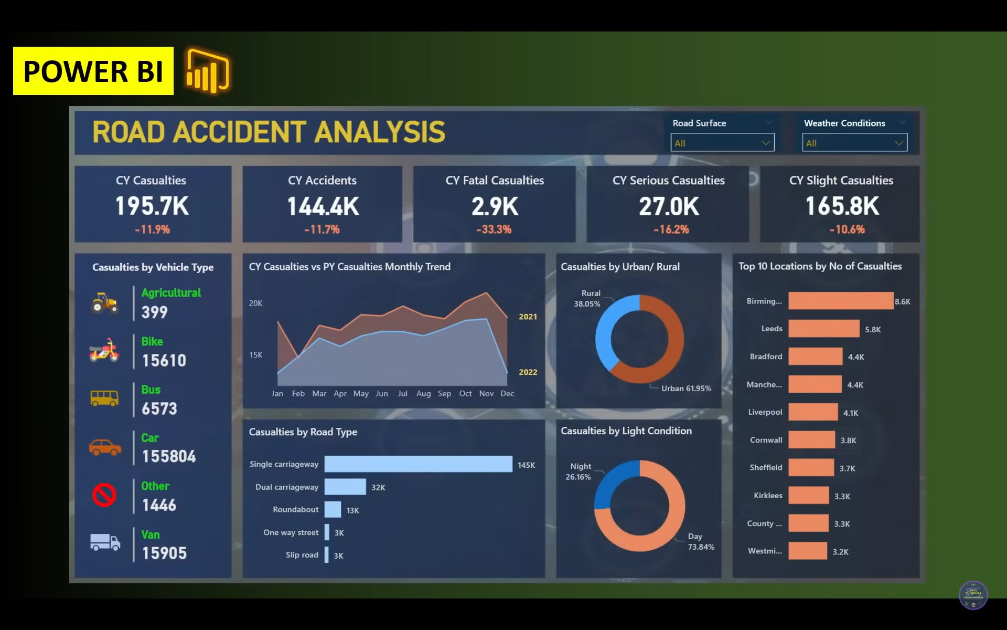 POWER BI
ROAD ACCIDENT ANALYSIS
Road Surface
All
Weather Conditions
All
CY Casualties
195.7K
-11.9%
CY Accidents
144.4K
-11.7%
CY Fatal Casualties
2.9K
-33.3%
CY Serious Casualties
27.0K
-16.2%
CY Slight Casualties
165.8K
-10.6%
Casualties by Vehicle Type
Agricultural
399
Bike
15610
Bus
6573
Car
155804
Other
1446
Van
15905
CY Casualties vs PY Casualties Monthly Trend
20K
15K
2021
2022
Jan Feb Mar Apr May Jun Jul Aug Sep Oct Nov Dec
Casualties by Road Type
Single carriageway 145K
Dual carriageway 32K
Roundabout 13K
One way street 3K
Slip road 3K
Casualties by Urban/ Rural
Rural
38.05%
Urban 61.95%
Casualties by Light Condition
Night
26.16%
Day
73.84%
Top 10 Locations by No of Casualties
Birming... 8.6K
Leeds 5.8K
Bradford 4.4K
Manche... 4.4K
Liverpool 4.1K
Cornwall 3.8K
Sheffield 3.7K
Kirklees 3.3K
County ... 3.3K
Westmi... 3.2K